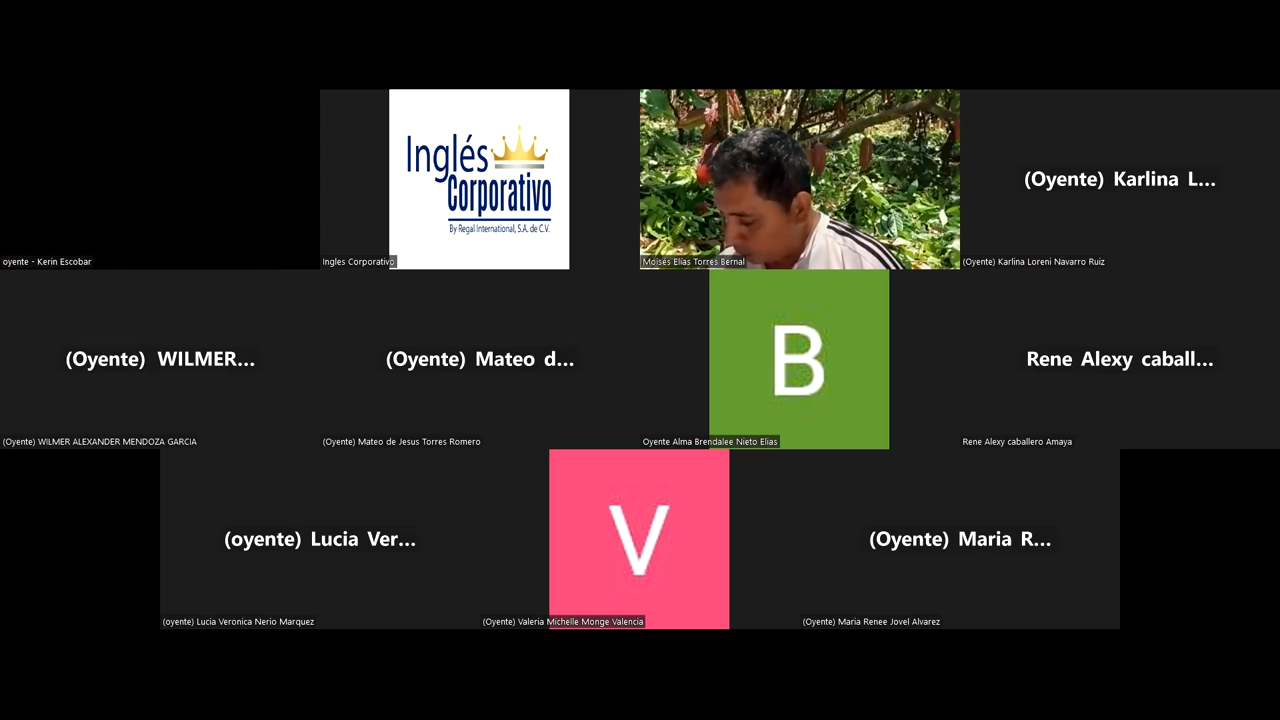 Inglés
Corporativo
By Regal International, S.A. de C.V.
(Oyente) Karlina L...
oyente - Kerin Escobar
Ingles Corporativo
Moisés Elías Torres Bernal
(Oyente) Karlina Loreni Navarro Ruiz
(Oyente) WILMER...
(Oyente) Mateo d...
B
Rene Alexy caball...
(Oyente) WILMER ALEXANDER MENDOZA GARCIA
(Oyente) Mateo de Jesus Torres Romero
Oyente Alma Brendalee Nieto Elias
Rene Alexy caballero Amaya
(oyente) Lucia Ver...
V
(Oyente) Maria R...
(oyente) Lucia Veronica Nerio Marquez
(Oyente) Valeria Michelle Monge Valencia
(Oyente) Maria Renee Jovel Alvarez